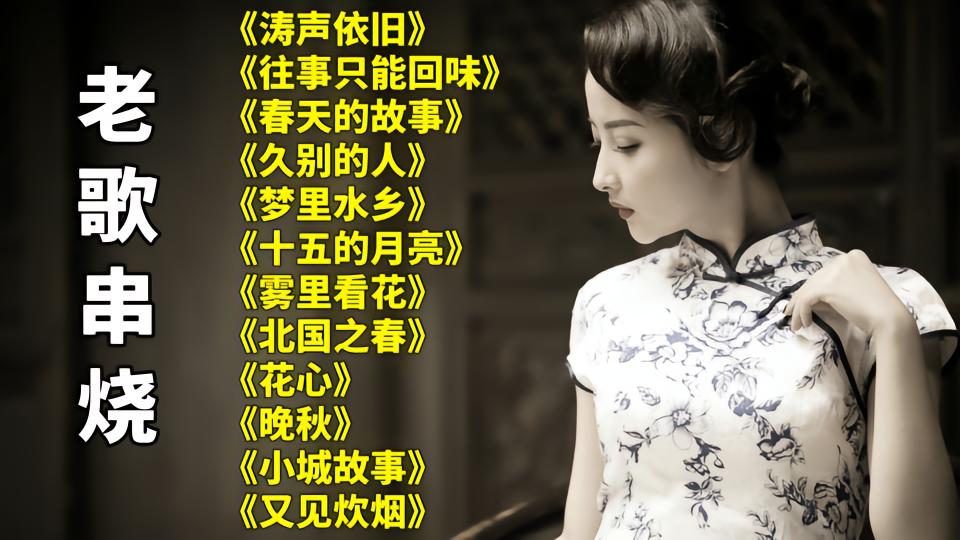 老歌串烧
《涛声依旧》
《往事只能回味》
《春天的故事》
《久别的人》
《梦里水乡》
《十五的月亮》
《雾里看花》
《北国之春》
《花心》
《晚秋》
《小城故事》
《又见炊烟》